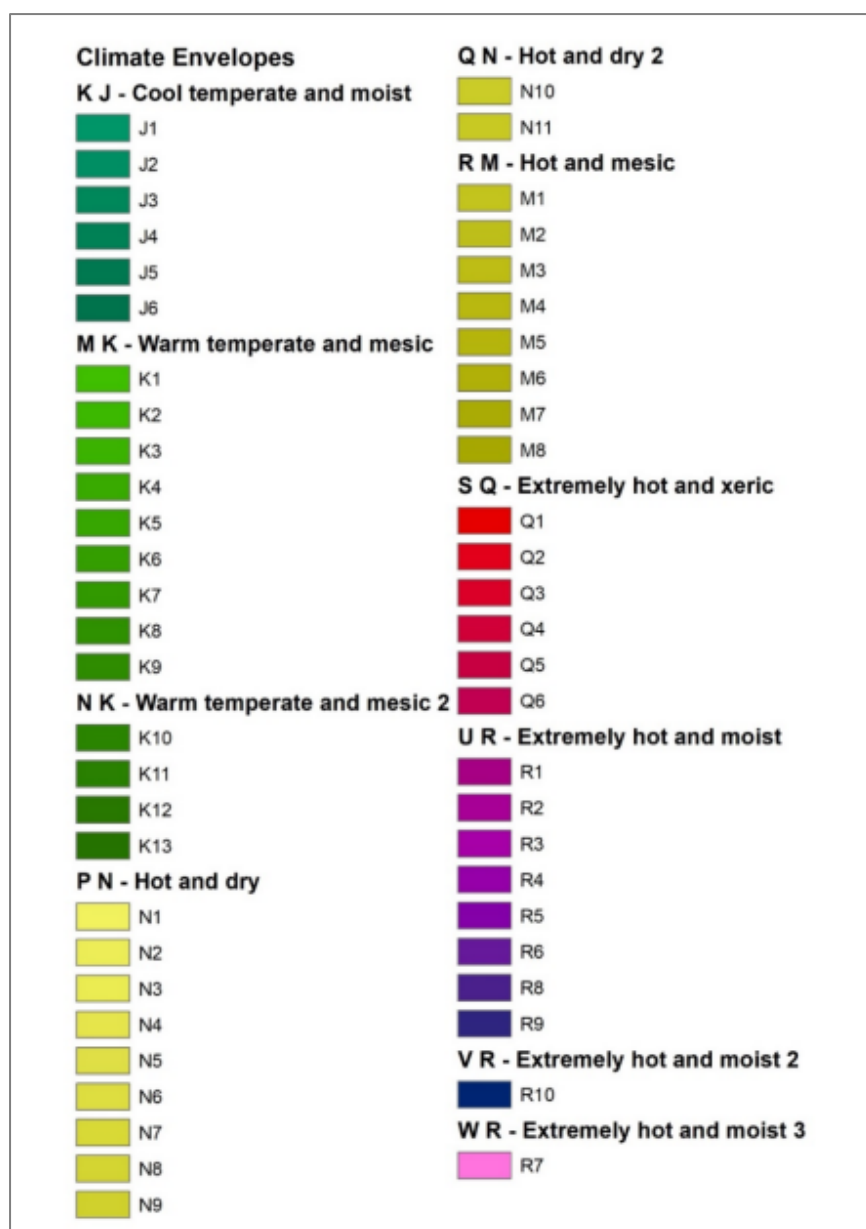 Climate Envelopes
K J - Cool temperate and moist
J1
J2
J3
J4
J5
J6
M K - Warm temperate and mesic
K1
K2
K3
K4
K5
K6
K7
K8
K9
N K - Warm temperate and mesic 2
K10
K11
K12
K13
P N - Hot and dry
N1
N2
N3
N4
N5
N6
N7
N8
N9
Q N - Hot and dry 2
N10
N11
R M - Hot and mesic
M1
M2
M3
M4
M5
M6
M7
M8
S Q - Extremely hot and xeric
Q1
Q2
Q3
Q4
Q5
Q6
U R - Extremely hot and moist
R1
R2
R3
R4
R5
R6
R8
R9
V R - Extremely hot and moist 2
R10
W R - Extremely hot and moist 3
R7